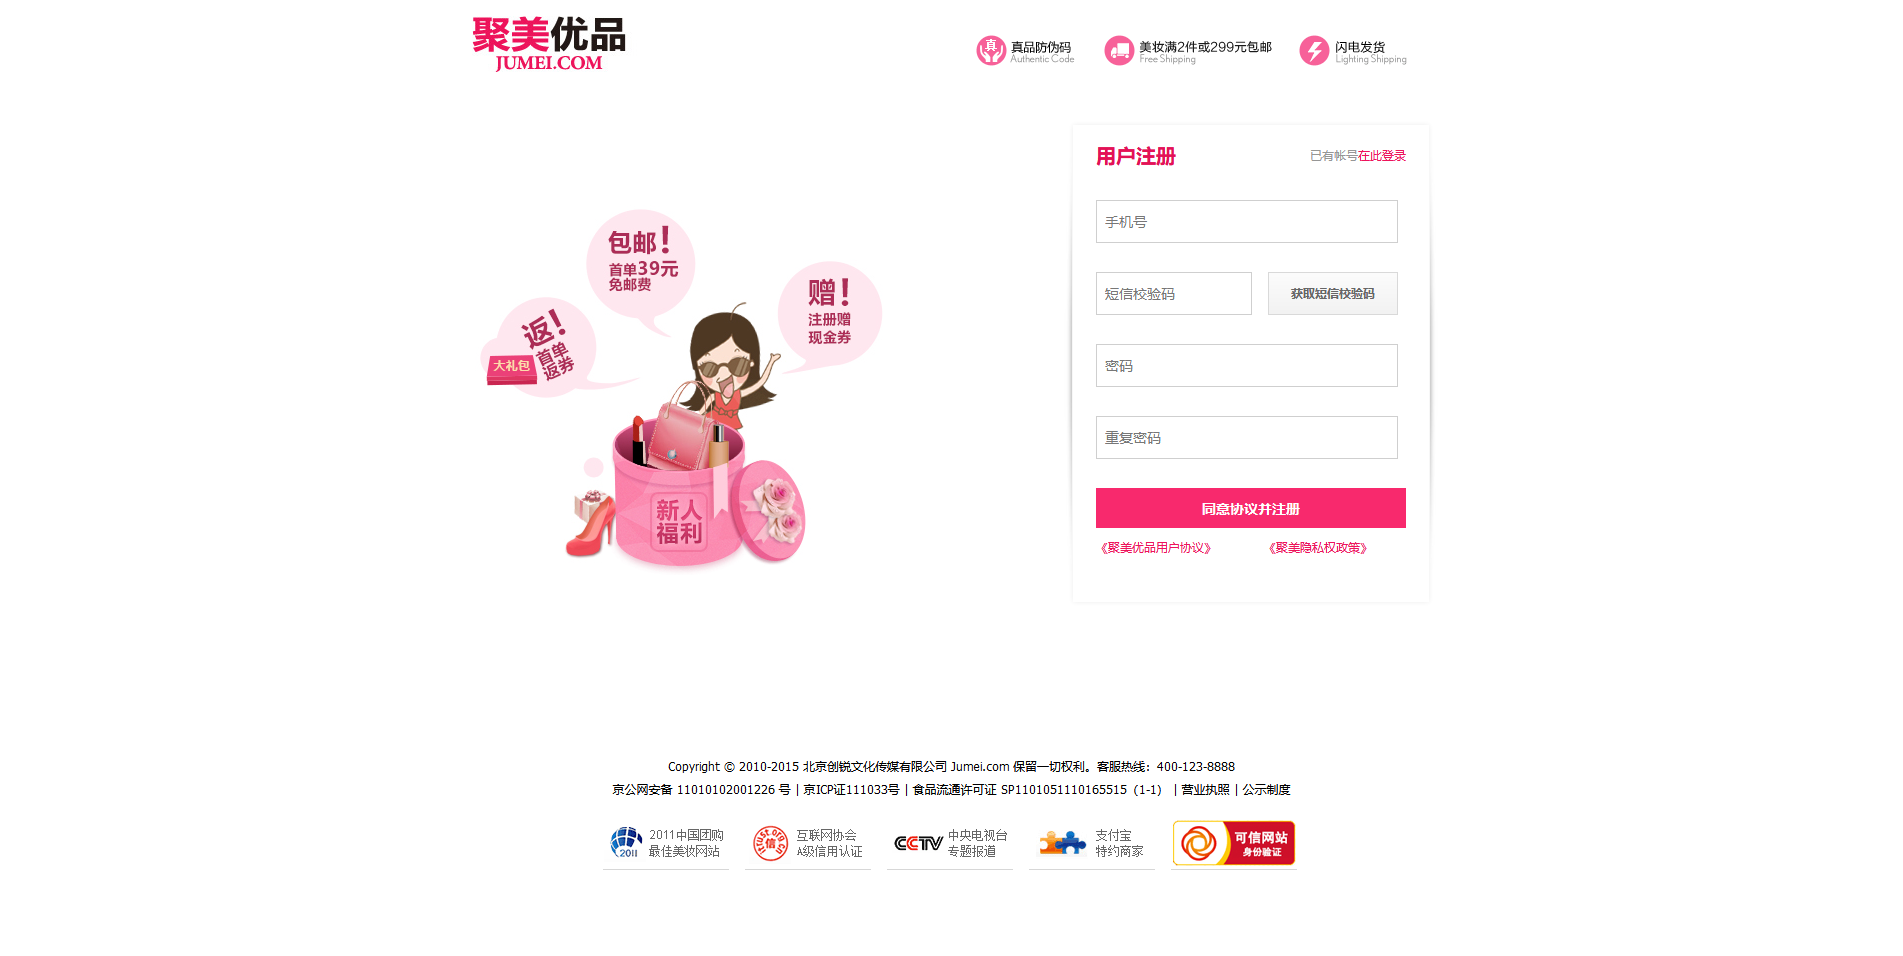 聚美优品
JUMEI.COM
真
真品防伪码
Authentic Code
美妆满2件或299元包邮
Free Shipping
闪电发货
Lighting Shipping
用户注册
已有帐号在此登录
手机号
短信校验码
获取短信校验码
密码
重复密码
同意协议并注册
《聚美优品用户协议》
《聚美隐私权政策》
包邮！
首单39元
免邮费
赠！
注册赠
现金券
返！
首单
返券
大礼包
新人
福利
Copyright © 2010-2015 北京创锐文化传媒有限公司 Jumei.com 保留一切权利。客服热线：400-123-8888
京公网安备 11010102001226 号 | 京ICP证111033号 | 食品流通许可证 SP1101051110165515（1-1） | 营业执照 | 公示制度
2011
2011中国团购
最佳美妆网站
itrust.org.cn
信
互联网协会
A级信用认证
CCTV
中央电视台
专题报道
支付宝
特约商家
可信网站
身份验证